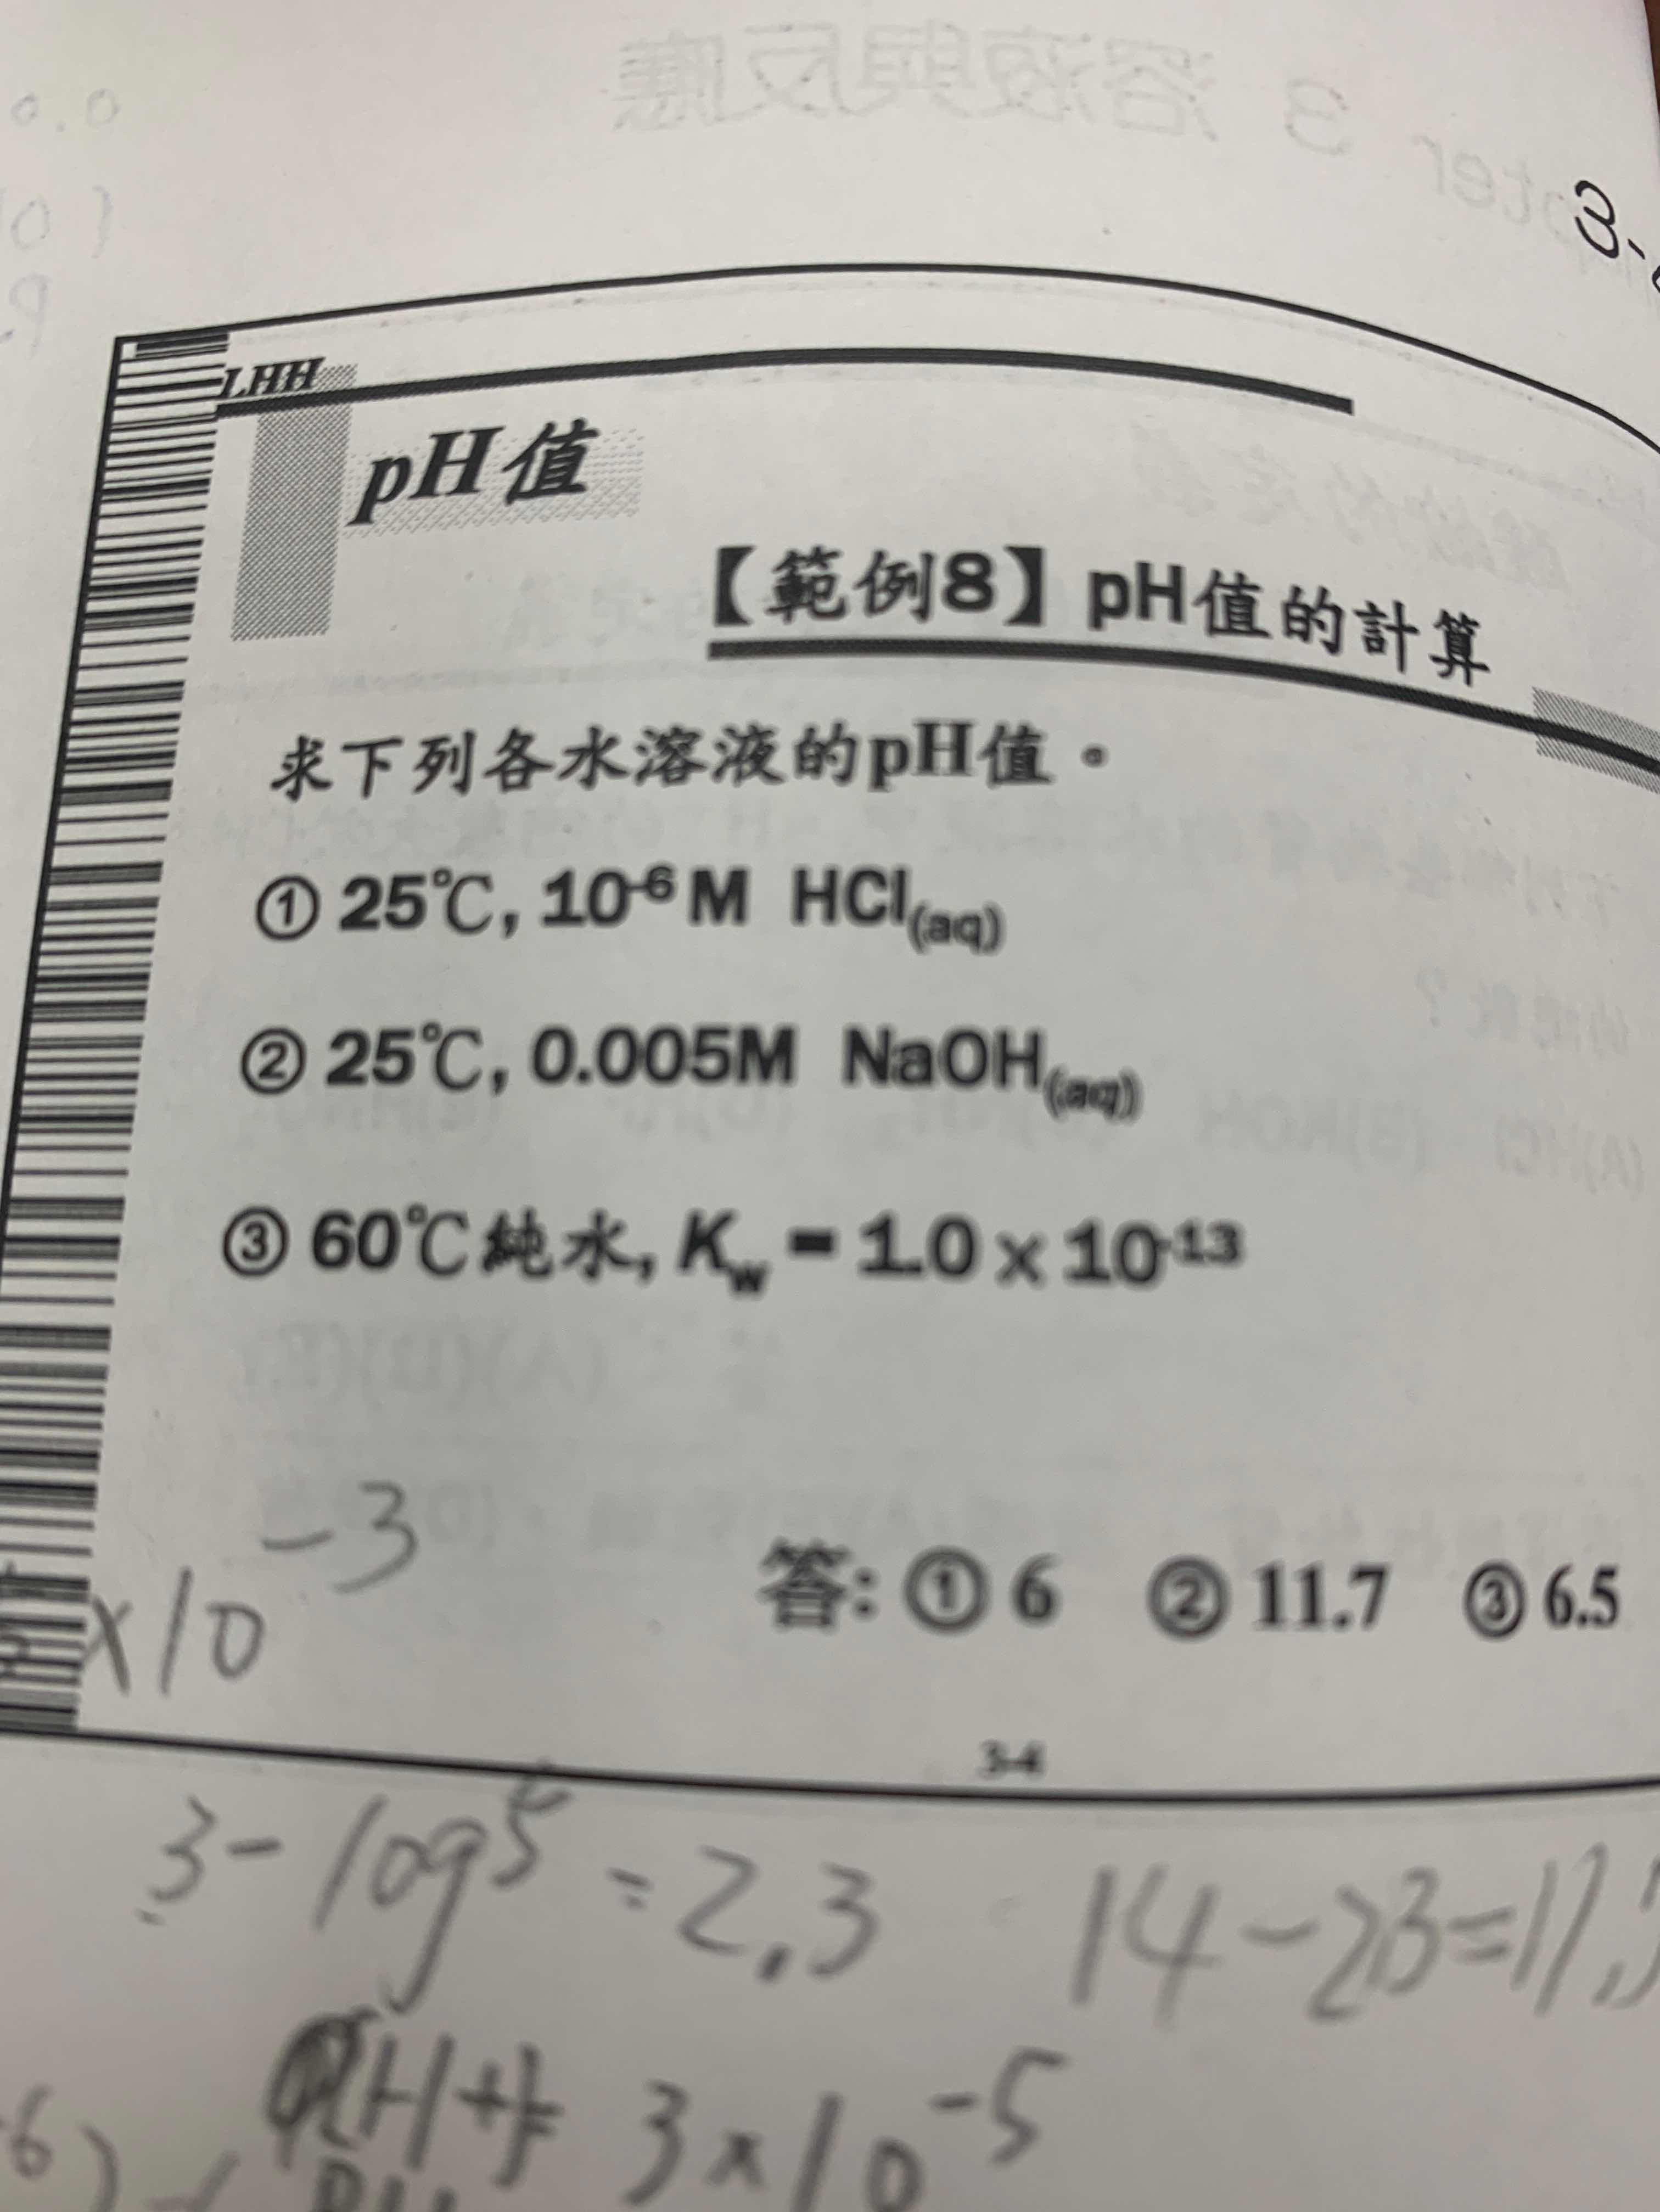 LHH
pH值
【範例8】pH值的計算
求下列各水溶液的pH值。
① 25℃, 10⁻⁶ M HCl(aq)
② 25℃, 0.005M NaOH(aq)
③ 60℃純水, Kw = 1.0 x 10⁻¹³
x10⁻³
答: ① 6 ② 11.7 ③ 6.5
3-4
3-log5 = 2.3 14-2.3=11.
3x10⁻⁵